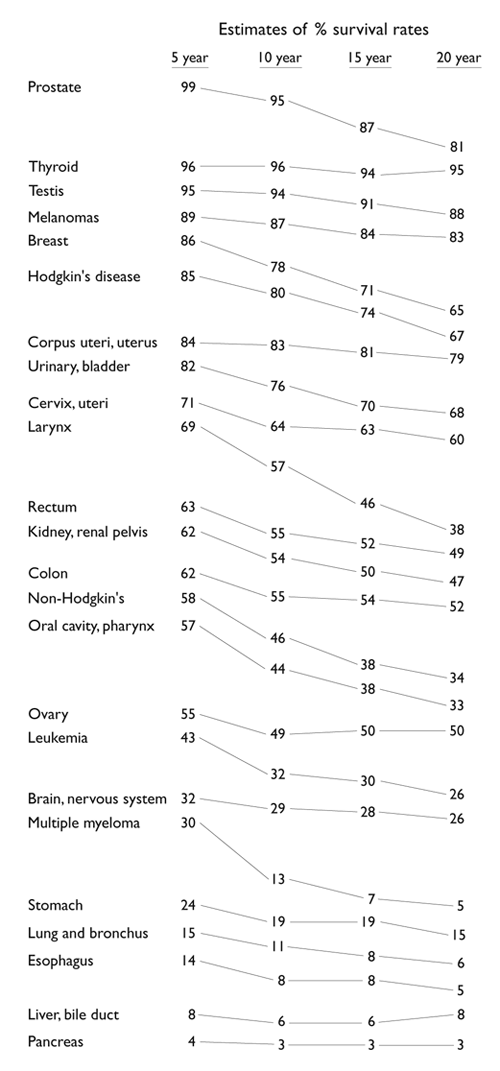 Estimates of % survival rates
5 year 10 year 15 year 20 year
Prostate 99 95 87 81
Thyroid 96 96 94 95
Testis 95 94 91 88
Melanomas 89 87 84 83
Breast 86 78 71 65
Hodgkin's disease 85 80 74 67
Corpus uteri, uterus 84 83 81 79
Urinary, bladder 82 76 70 68
Cervix, uteri 71 64 63 60
Larynx 69 57 46 38
Rectum 63 55 52 49
Kidney, renal pelvis 62 54 50 47
Colon 62 55 54 52
Non-Hodgkin's 58 46 38 34
Oral cavity, pharynx 57 44 38 33
Ovary 55 49 50 50
Leukemia 43 32 30 26
Brain, nervous system 32 29 28 26
Multiple myeloma 30 13 7 5
Stomach 24 19 19 15
Lung and bronchus 15 11 8 6
Esophagus 14 8 8 5
Liver, bile duct 8 6 6 8
Pancreas 4 3 3 3